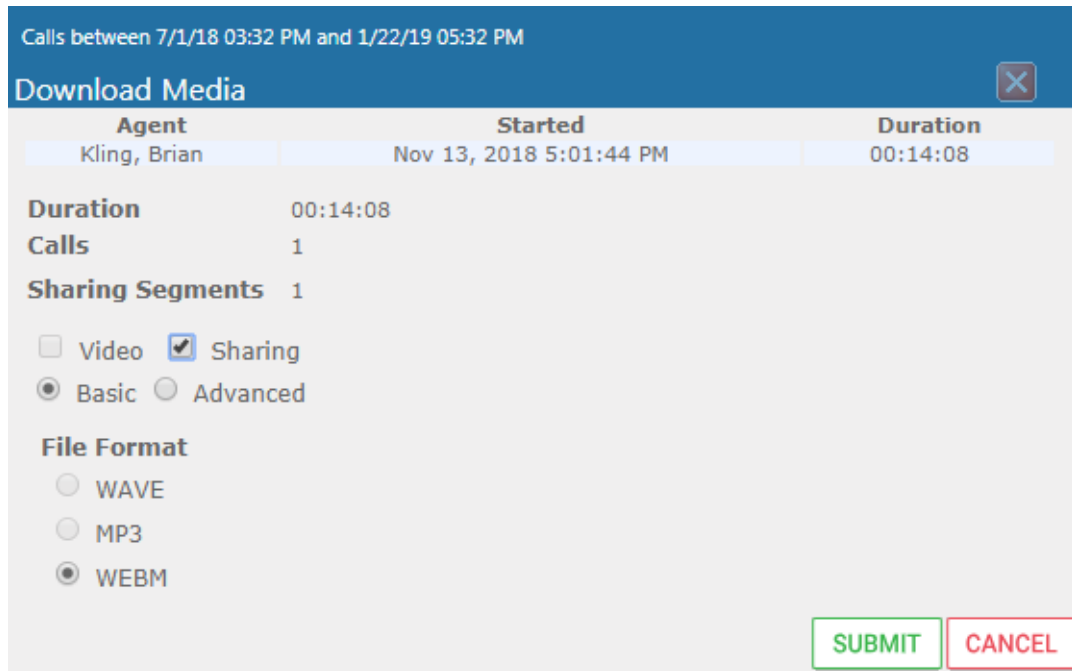 Calls between 7/1/18 03:32 PM and 1/22/19 05:32 PM
Download Media
Agent Started Duration
Kling, Brian Nov 13, 2018 5:01:44 PM 00:14:08
Duration 00:14:08
Calls 1
Sharing Segments 1
Video Sharing
Basic Advanced
File Format
WAVE
MP3
WEBM
SUBMIT CANCEL